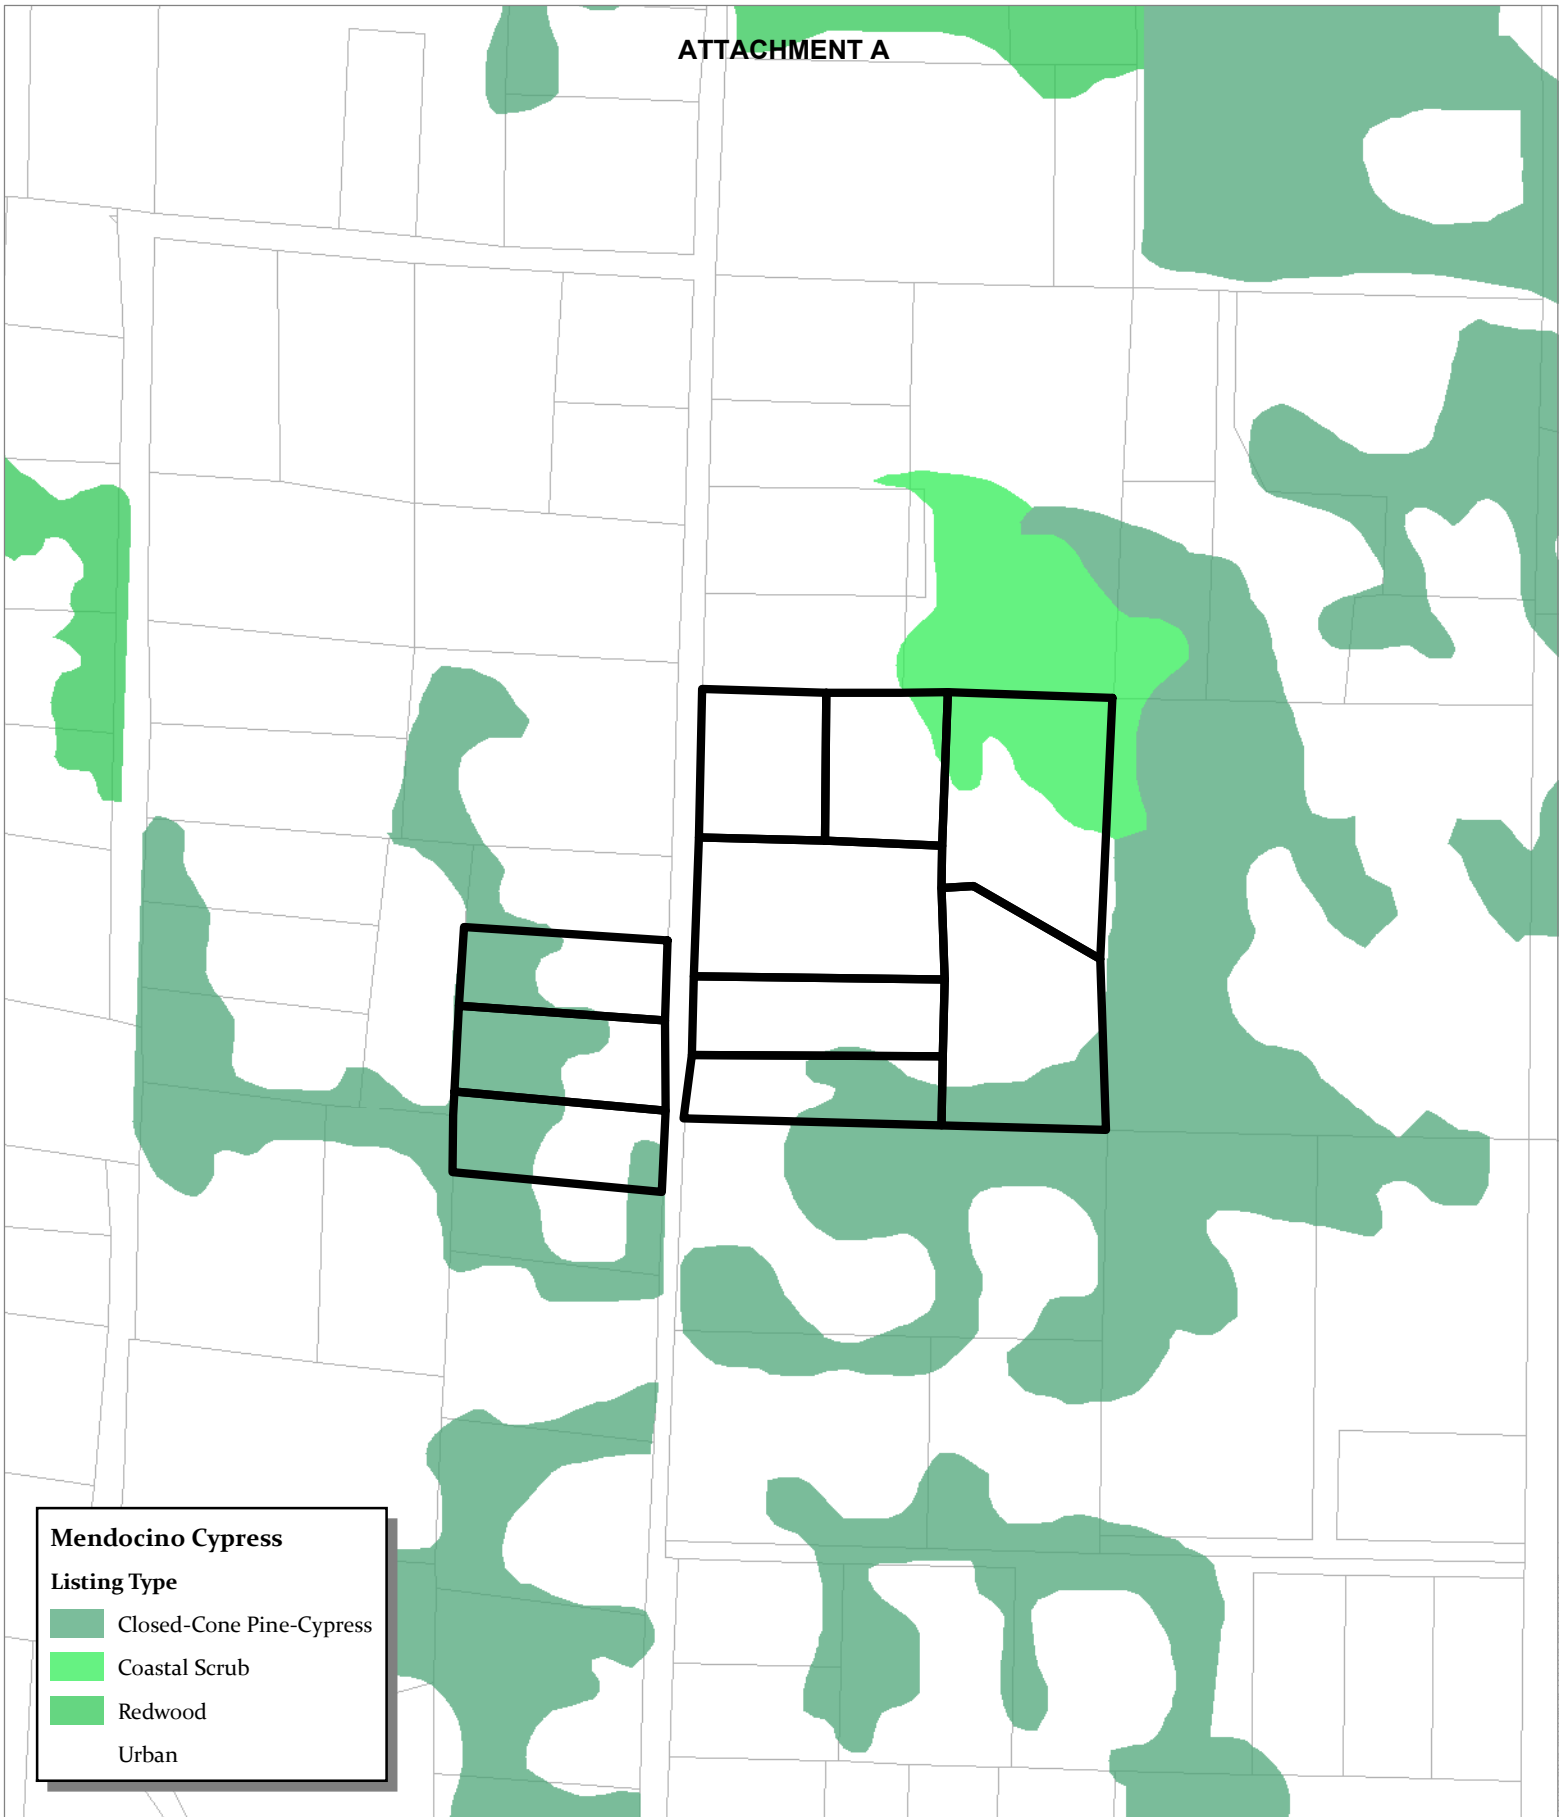 ATTACHMENT A
Mendocino Cypress
Listing Type
Closed-Cone Pine-Cypress
Coastal Scrub
Redwood
Urban